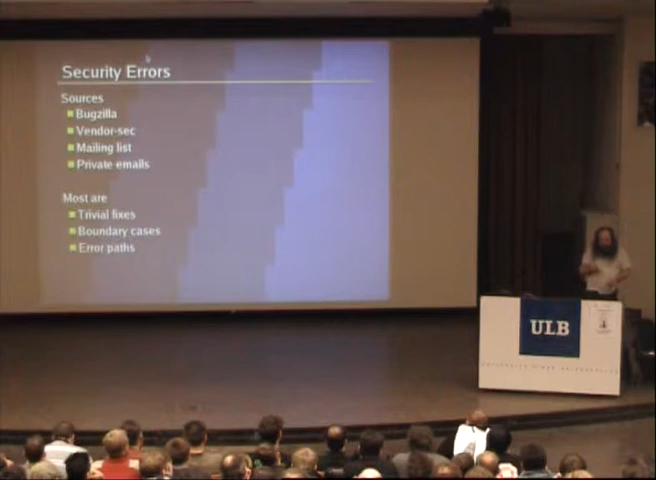 Security Errors
Sources
Bugzilla
Vendor-sec
Mailing list
Private emails
Most are
Trivial fixes
Boundary cases
Error paths
ULB